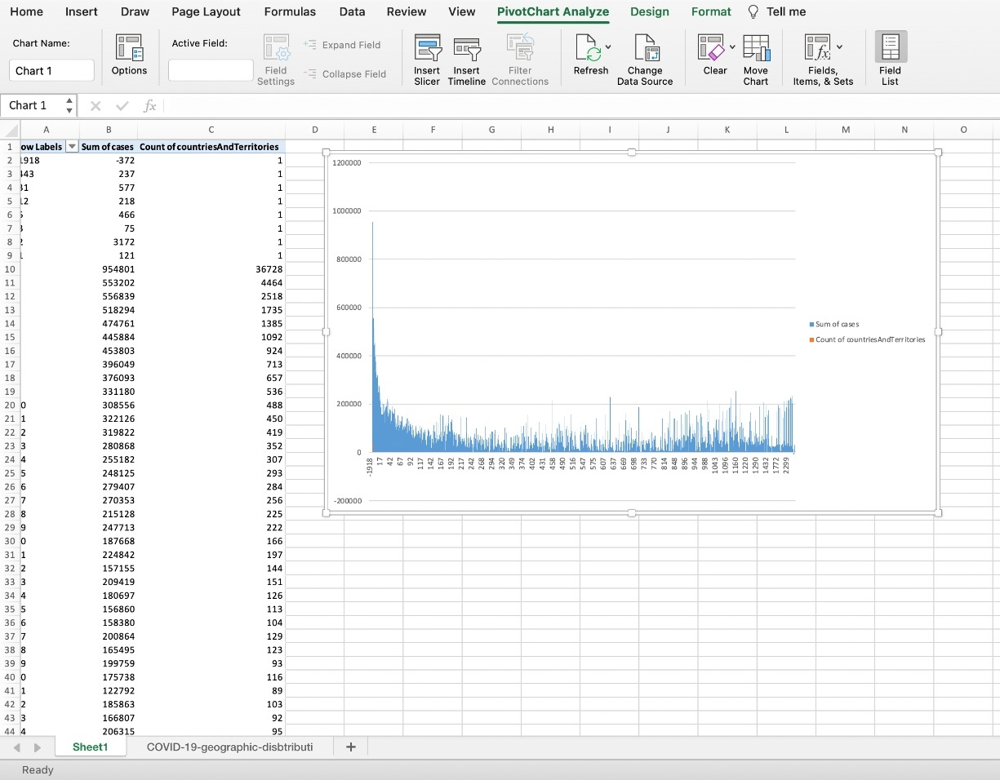 Home Insert Draw Page Layout Formulas Data Review View PivotChart Analyze Design Format Tell me
Chart Name:
Chart 1
Options
Active Field:
Field Settings
Expand Field
Collapse Field
Insert Slicer
Insert Timeline
Filter Connections
Refresh
Change Data Source
Clear
Move Chart
Fields, Items, & Sets
Field List
Chart 1 fx
A B C D E F G H I J K L M N O
1 ow Labels Sum of cases Count of countriesAndTerritories
2 1918 -372 1
3 443 237 1
4 31 577 1
5 12 218 1
6 466 1
7 75 1
8 3172 1
9 121 1
10 954801 36728
11 553202 4464
12 556839 2518
13 518294 1735
14 474761 1385
15 445884 1092
16 453803 924
17 396049 713
18 376093 657
19 331180 536
20 0 308556 488
21 1 322126 450
22 2 319822 419
23 3 280868 352
24 4 255182 307
25 5 248125 293
26 6 279407 284
27 7 270353 256
28 8 215128 225
29 9 247713 222
30 0 187668 166
31 1 224842 197
32 2 157155 144
33 3 209419 151
34 4 180697 126
35 5 156860 113
36 6 158380 104
37 7 200864 129
38 8 165495 123
39 9 199759 93
40 0 175738 116
41 1 122792 89
42 2 185863 103
43 3 166807 92
44 4 206315 95
1200000
1000000
800000
600000
400000
200000
0
-200000
-1918 17 42 67 92 117 142 167 192 217 242 268 294 320 349 374 402 431 458 490 516 547 575 607 637 669 698 733 770 814 848 896 944 988 1043 1096 1160 1220 1290 1432 1772 2299
Sum of cases
Count of countriesAndTerritories
Sheet1 COVID-19-geographic-disbtributi +
Ready